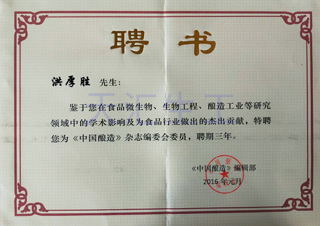 聘书
洪厚胜 先生：
鉴于您在食品微生物、生物工程、酿造工业等研究
领域中的学术影响及为食品行业做出的杰出贡献，特聘
您为《中国酿造》杂志编委会委员，聘期三年。
《中国酿造》编辑部
2016 年元月